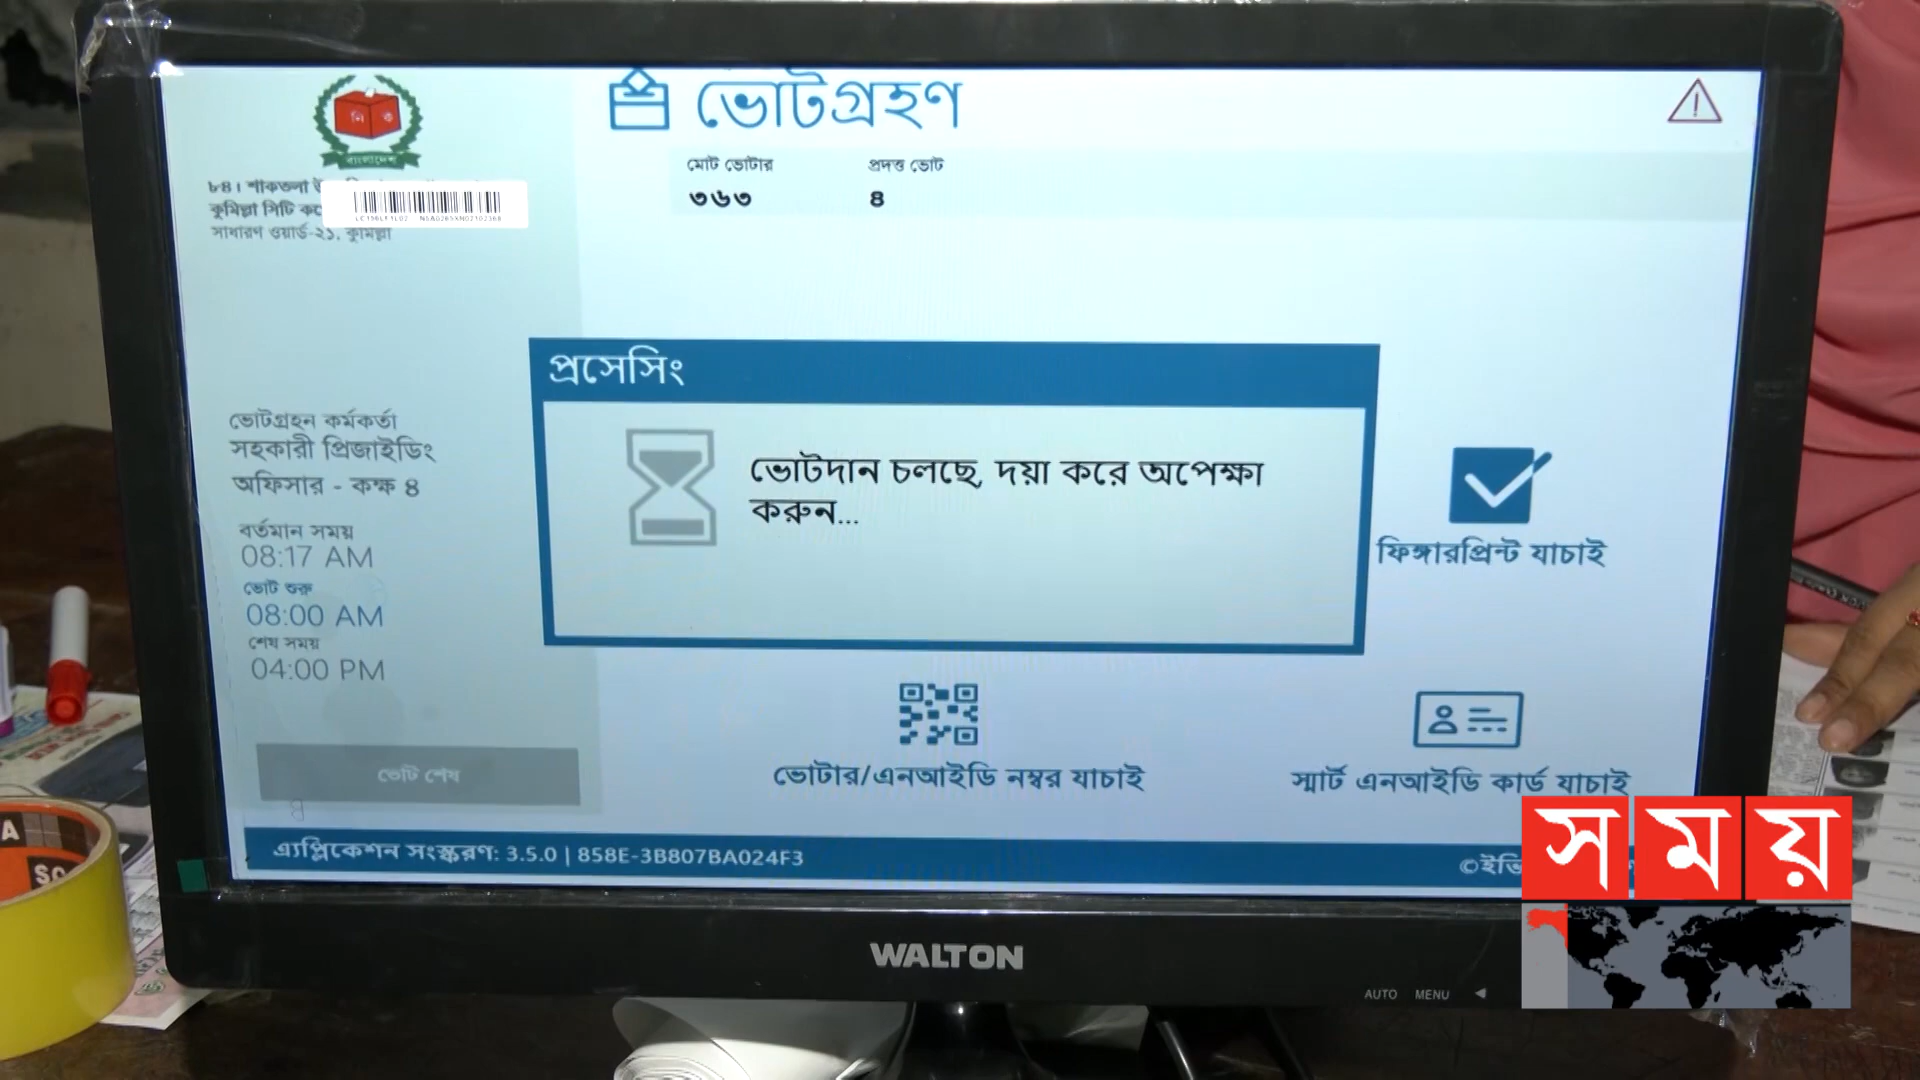 বাংলাদেশ
৮৪। শাকতলা
কুমিল্লা সিটি
সাধারণ ওয়ার্ড-২১, কুমিল্লা
ভোটগ্রহণ
মোট ভোটার
প্রদত্ত ভোট
৩৬৩
৪
প্রসেসিং
ভোটদান চলছে, দয়া করে অপেক্ষা
করুন...
ভোটগ্রহন কর্মকর্তা
সহকারী প্রিজাইডিং
অফিসার - কক্ষ ৪
বর্তমান সময়
08:17 AM
ভোট শুরু
08:00 AM
শেষ সময়
04:00 PM
ভোট শেষ
ফিঙ্গারপ্রিন্ট যাচাই
ভোটার/এনআইডি নম্বর যাচাই
স্মার্ট এনআইডি কার্ড যাচাই
এ্যাপ্লিকেশন সংস্করণ: 3.5.0 | 858E-3B807BA024F3
WALTON
AUTO MENU
সময়